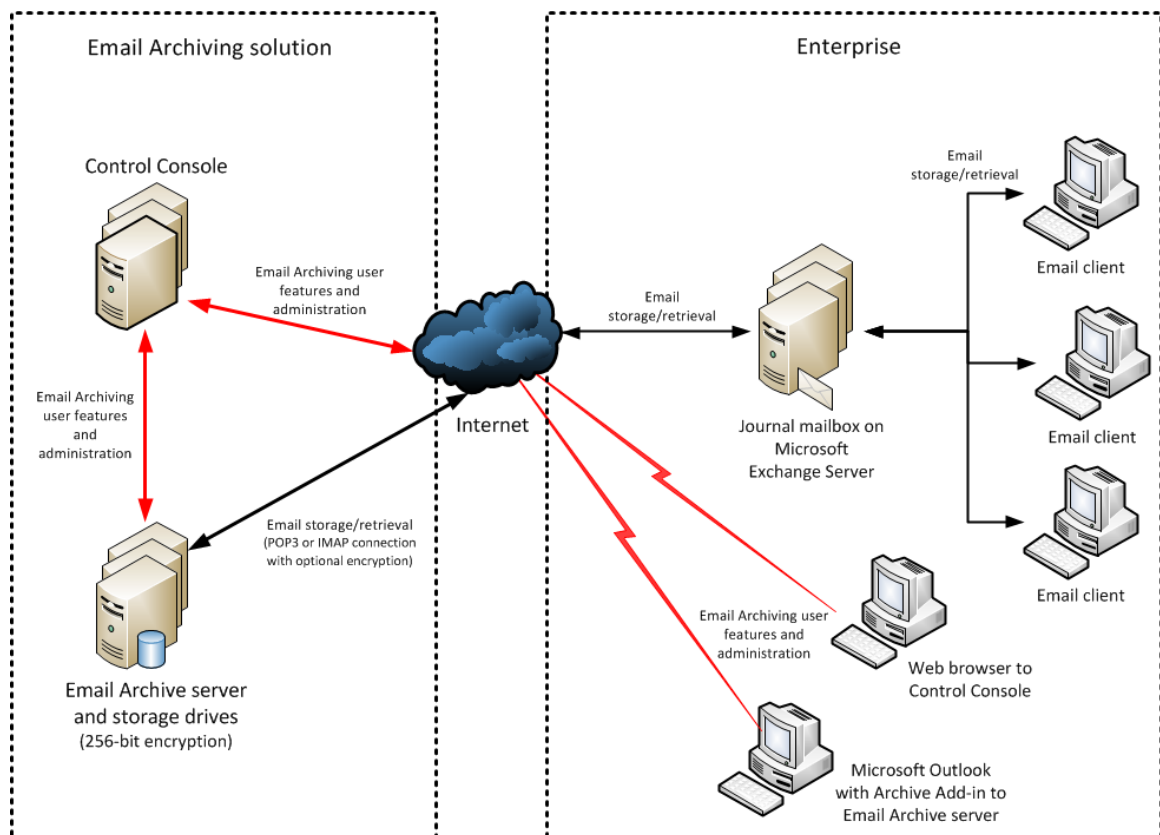 Email Archiving solution
Enterprise
Control Console
Email Archiving user
features and
administration
Email Archiving
user features
and
administration
Internet
Email
storage/retrieval
Email
storage/retrieval
Journal mailbox on
Microsoft
Exchange Server
Email client
Email client
Email client
Email storage/retrieval
(POP3 or IMAP connection
with optional encryption)
Email Archive server
and storage drives
(256-bit encryption)
Email Archiving user
features and
administration
Web browser to
Control Console
Microsoft Outlook
with Archive Add-in to
Email Archive server